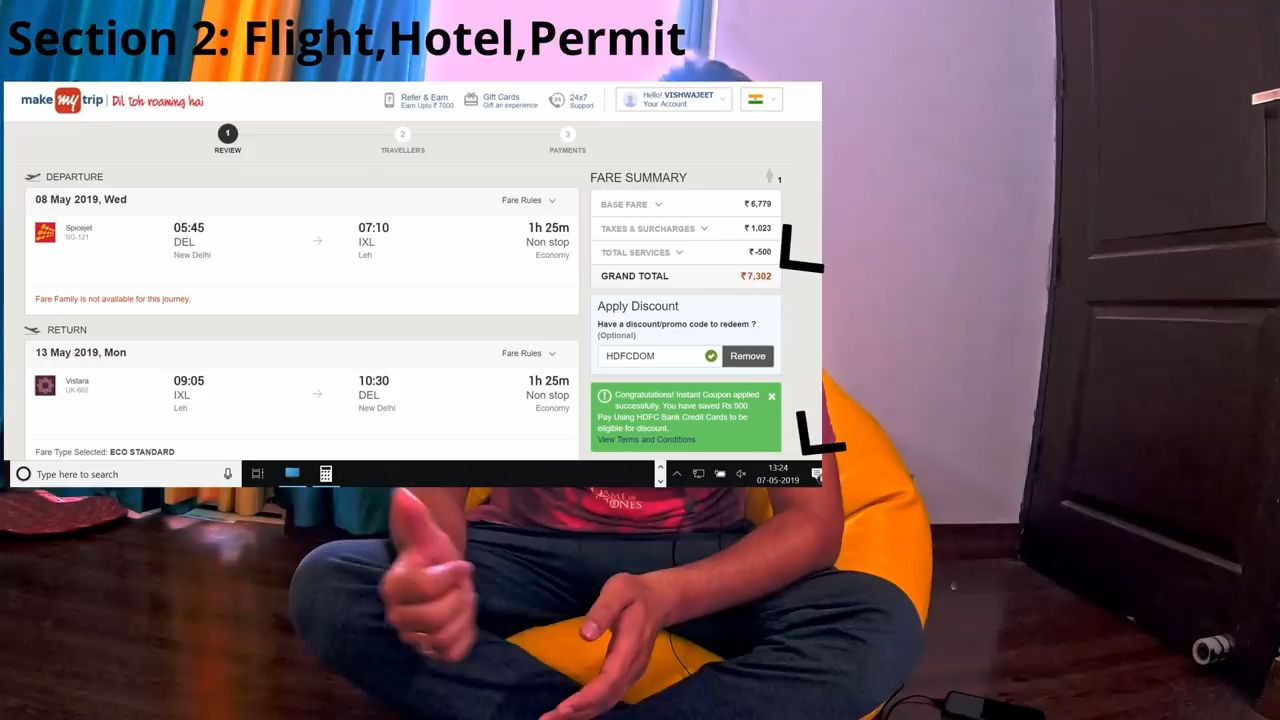 Section 2: Flight,Hotel,Permit
make my trip | Dil toh roaming hai
Refer & Earn
Earn Upto ₹ 7000
Gift Cards
Gift an experience
24x7
Support
Hello! VISHWAJEET
Your Account
1
2
3
REVIEW
TRAVELLERS
PAYMENTS
DEPARTURE
08 May 2019, Wed
Fare Rules
Spicejet
SG-121
05:45
DEL
New Delhi
07:10
IXL
Leh
1h 25m
Non stop
Economy
Fare Family is not available for this journey.
RETURN
13 May 2019, Mon
Fare Rules
Vistara
UK-602
09:05
IXL
Leh
10:30
DEL
New Delhi
1h 25m
Non stop
Economy
Fare Type Selected: ECO STANDARD
FARE SUMMARY
1
BASE FARE ₹ 6,779
TAXES & SURCHARGES ₹ 1,023
TOTAL SERVICES ₹ -500
GRAND TOTAL ₹ 7,302
Apply Discount
Have a discount/promo code to redeem ?
(Optional)
HDFCDOM
Remove
Congratulations! Instant Coupon applied
successfully. You have saved Rs 500.
Pay Using HDFC Bank Credit Cards to be
eligible for discount.
View Terms and Conditions
Type here to search
13:24
07-05-2019